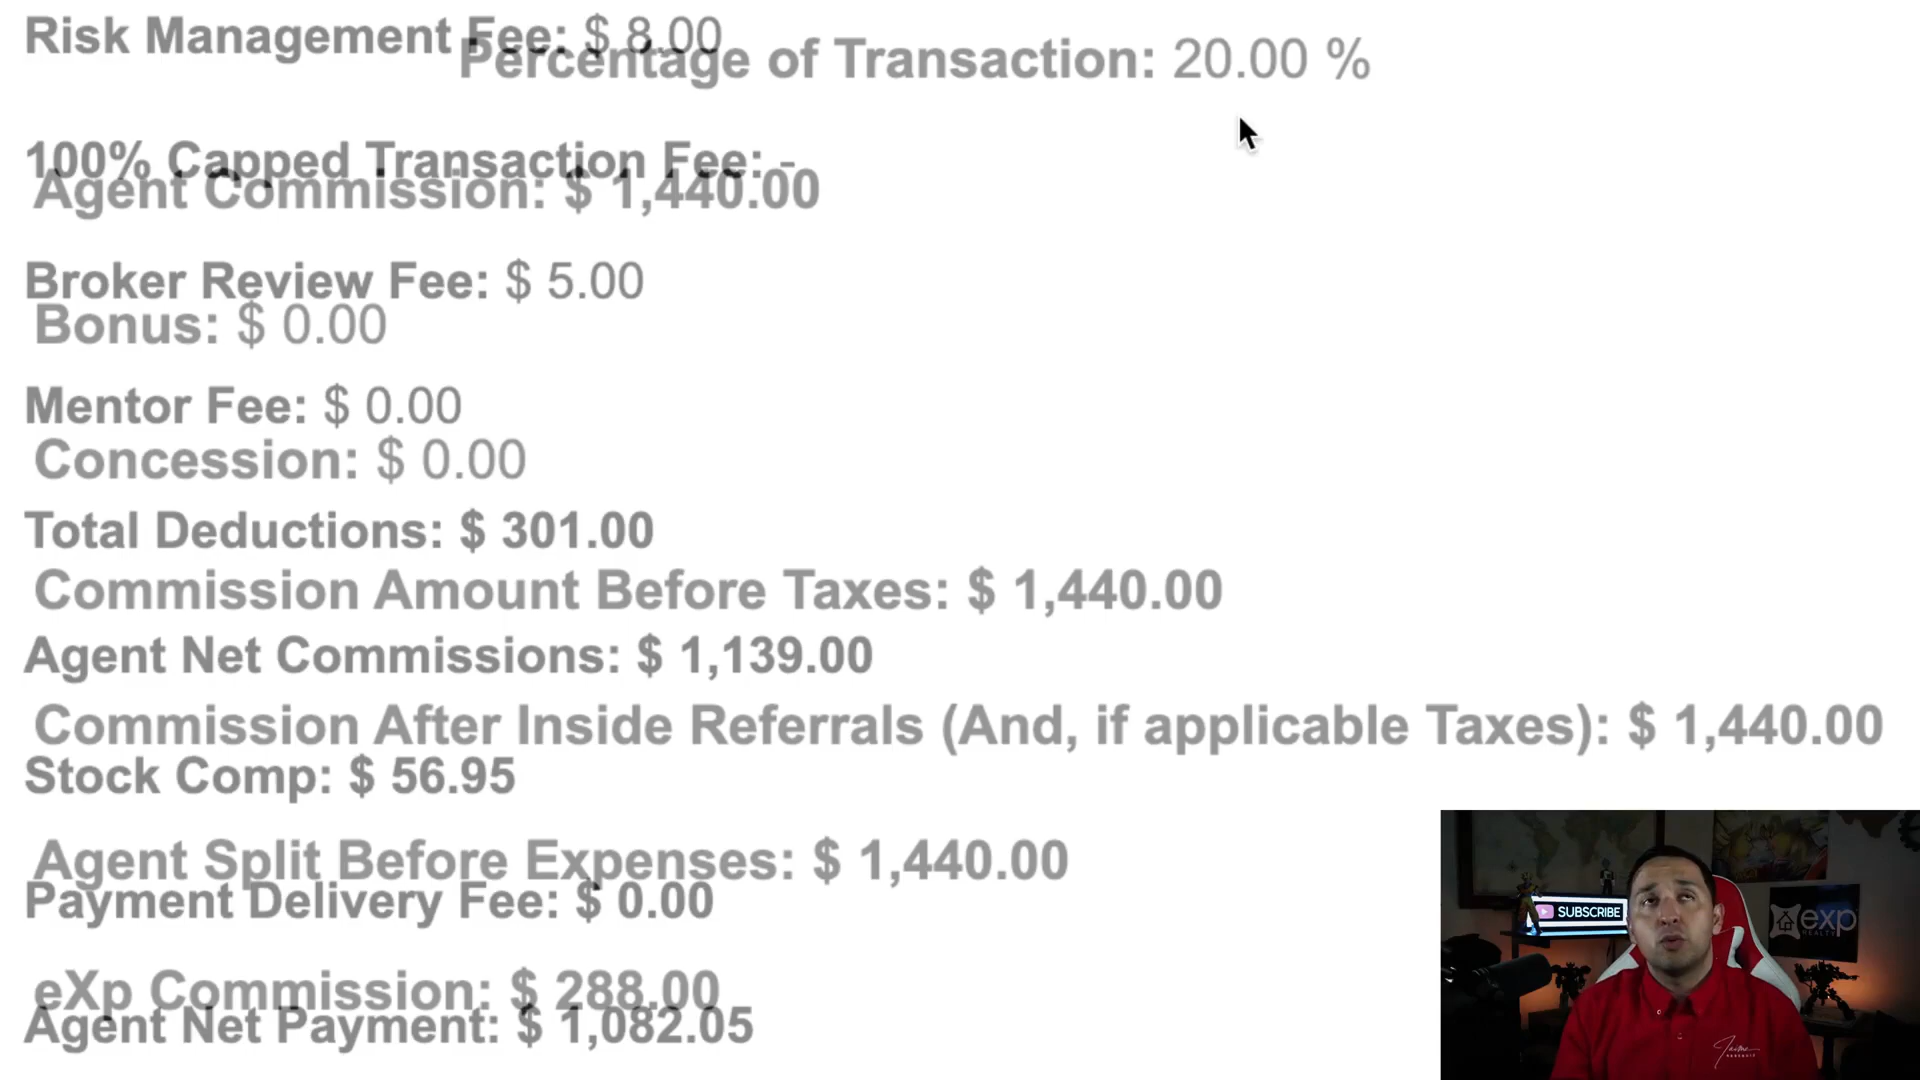 Risk Management Fee: $ 8.00
Percentage of Transaction: 20.00 %
100% Capped Transaction Fee: -
Agent Commission: $ 1,440.00
Broker Review Fee: $ 5.00
Bonus: $ 0.00
Mentor Fee: $ 0.00
Concession: $ 0.00
Total Deductions: $ 301.00
Commission Amount Before Taxes: $ 1,440.00
Agent Net Commissions: $ 1,139.00
Commission After Inside Referrals (And, if applicable Taxes): $ 1,440.00
Stock Comp: $ 56.95
Agent Split Before Expenses: $ 1,440.00
Payment Delivery Fee: $ 0.00
eXp Commission: $ 288.00
Agent Net Payment: $ 1,082.05
SUBSCRIBE
exp
REALTY
Jaime